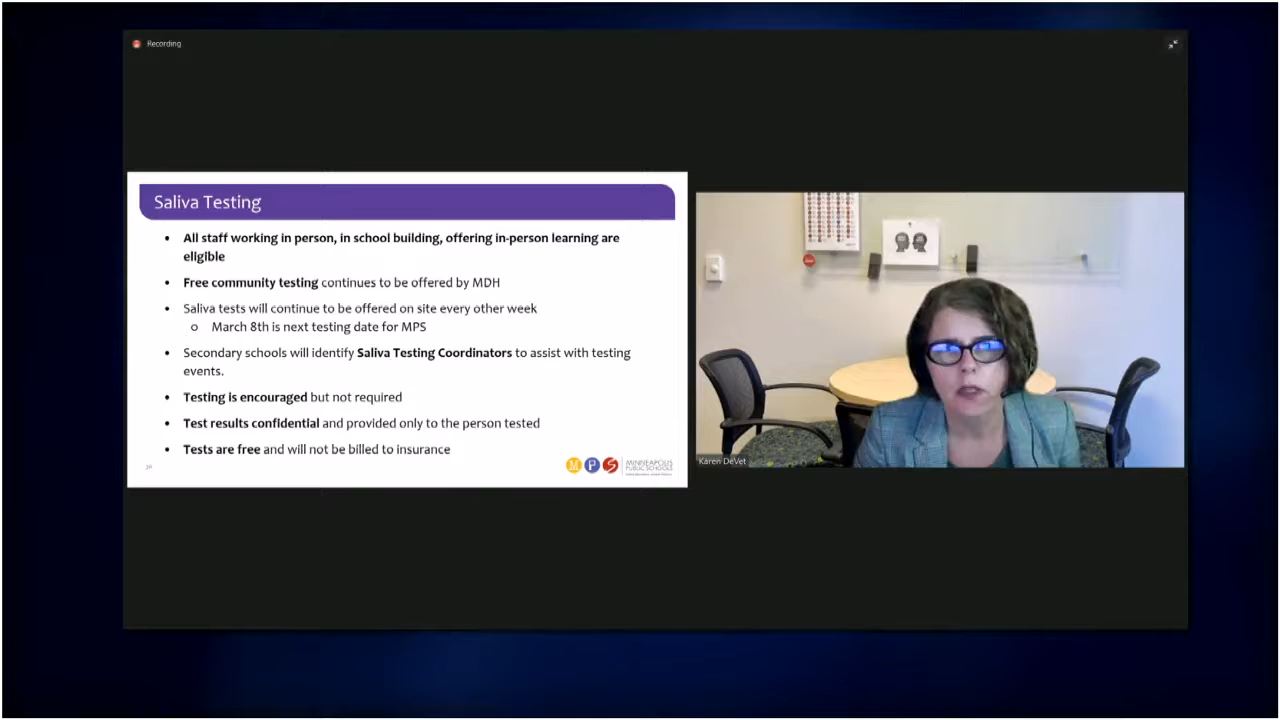 Recording
Saliva Testing
• All staff working in person, in school building, offering in-person learning are
eligible
• Free community testing continues to be offered by MDH
• Saliva tests will continue to be offered on site every other week
o March 8th is next testing date for MPS
• Secondary schools will identify Saliva Testing Coordinators to assist with testing
events.
• Testing is encouraged but not required
• Test results confidential and provided only to the person tested
• Tests are free and will not be billed to insurance
M P S
MINNEAPOLIS
PUBLIC SCHOOLS
Karen DeVet